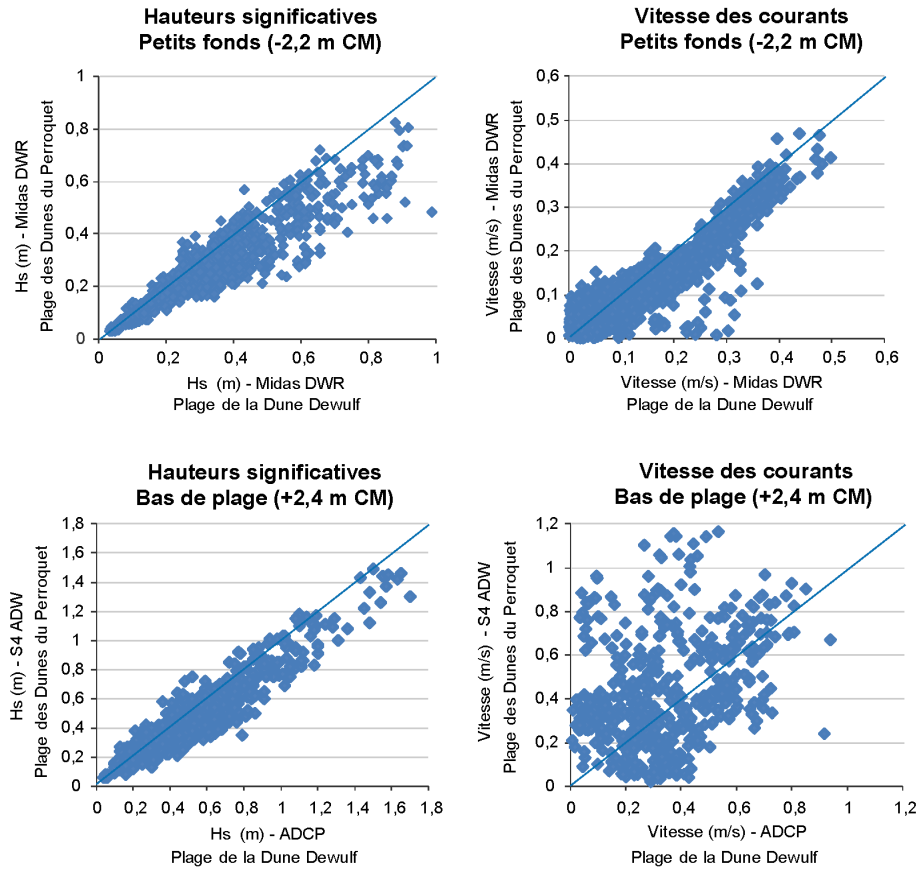 Hauteurs significatives
Petits fonds (-2,2 m CM)
Hs (m) - Midas DWR
Plage des Dunes du Perroquet
1
0,8
0,6
0,4
0,2
0
0 0,2 0,4 0,6 0,8 1
Hs (m) - Midas DWR
Plage de la Dune Dewulf
Vitesse des courants
Petits fonds (-2,2 m CM)
Vitesse (m/s) - Midas DWR
Plage des Dunes du Perroquet
0,6
0,5
0,4
0,3
0,2
0,1
0
0 0,1 0,2 0,3 0,4 0,5 0,6
Vitesse (m/s) - Midas DWR
Plage de la Dune Dewulf
Hauteurs significatives
Bas de plage (+2,4 m CM)
Hs (m) - S4 ADW
Plage des Dunes du Perroquet
1,8
1,6
1,4
1,2
1
0,8
0,6
0,4
0,2
0
0 0,2 0,4 0,6 0,8 1 1,2 1,4 1,6 1,8
Hs (m) - ADCP
Plage de la Dune Dewulf
Vitesse des courants
Bas de plage (+2,4 m CM)
Vitesse (m/s) - S4 ADW
Plage des Dunes du Perroquet
1,2
1
0,8
0,6
0,4
0,2
0
0 0,2 0,4 0,6 0,8 1 1,2
Vitesse (m/s) - ADCP
Plage de la Dune Dewulf